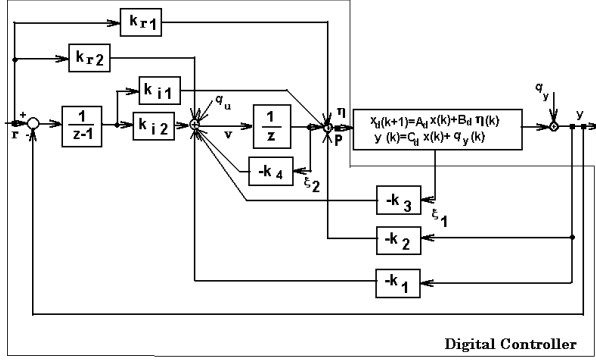 k r1
k r2
k i1
q u
q y
+
r
-
1
z-1
k i2
v
1
z
η
P
x d(k+1)=A d x(k)+B d η(k)
y (k)=C d x(k)+ q y (k)
y
-k 4
ξ 2
-k 3
ξ 1
-k 2
-k 1
Digital Controller